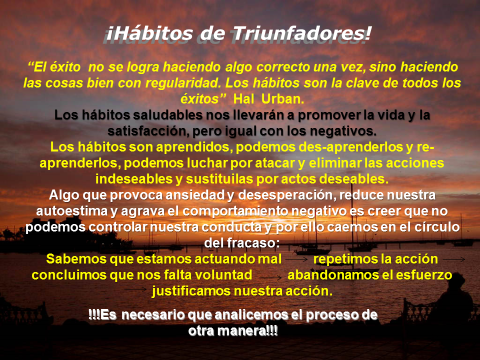 ¡Hábitos de Triunfadores!
“El éxito no se logra haciendo algo correcto una vez, sino haciendo
las cosas bien con regularidad. Los hábitos son la clave de todos los
éxitos” Hal Urban.
Los hábitos saludables nos llevarán a promover la vida y la
satisfacción, pero igual con los negativos.
Los hábitos son aprendidos, podemos des-aprenderlos y re-
aprenderlos, podemos luchar por atacar y eliminar las acciones
indeseables y sustituilas por actos deseables.
Algo que provoca ansiedad y desesperación, reduce nuestra
autoestima y agrava el comportamiento negativo es creer que no
podemos controlar nuestra conducta y por ello caemos en el círculo
del fracaso:
Sabemos que estamos actuando mal repetimos la acción
concluimos que nos falta voluntad abandonamos el esfuerzo
justificamos nuestra acción.
!!!Es necesario que analicemos el proceso de
otra manera!!!